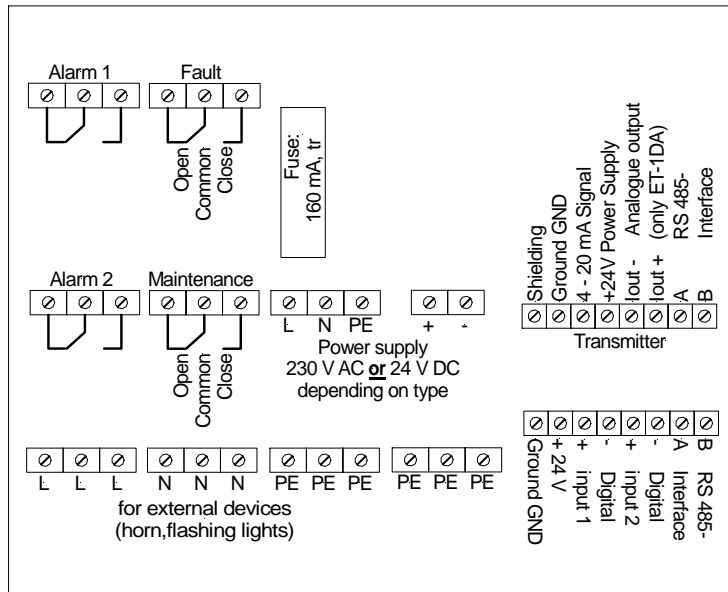 Alarm 1
Fault
Open
Common
Close
Fuse:
160 mA, tr
Alarm 2
Maintenance
Open
Common
Close
L N PE
+ -
Power supply
230 V AC or 24 V DC
depending on type
Shielding
Ground GND
4 - 20 mA Signal
+24V Power Supply
Iout - Analogue output
Iout + (only ET-1DA)
A RS 485-
B Interface
Transmitter
L L L
N N N
PE PE PE
PE PE PE
for external devices
(horn,flashing lights)
Ground GND
+ 24 V
+ input 1
- Digital
+ input 2
- Digital
A Interface
B RS 485-